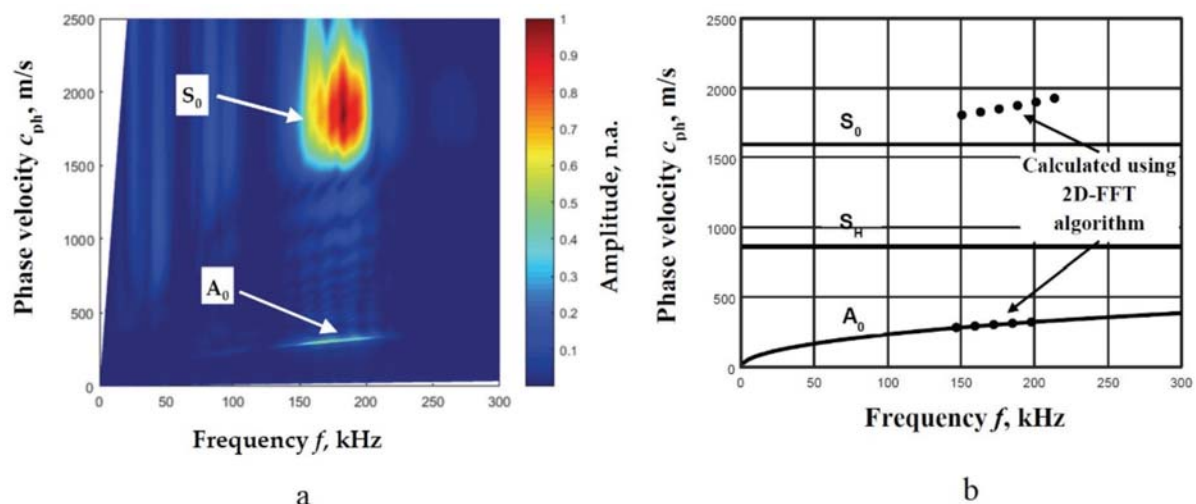 Phase velocity c_ph, m/s
2500
2000
1500
1000
500
0
S₀
A₀
0 50 100 150 200 250 300
Frequency f, kHz
1
0.9
0.8
0.7
0.6
0.5
0.4
0.3
0.2
0.1
Amplitude, n.a.
a
Phase velocity c_ph, m/s
2500
2000
1500
1000
500
0
S₀
Calculated using
2D-FFT
algorithm
S_H
A₀
0 50 100 150 200 250 300
Frequency f, kHz
b